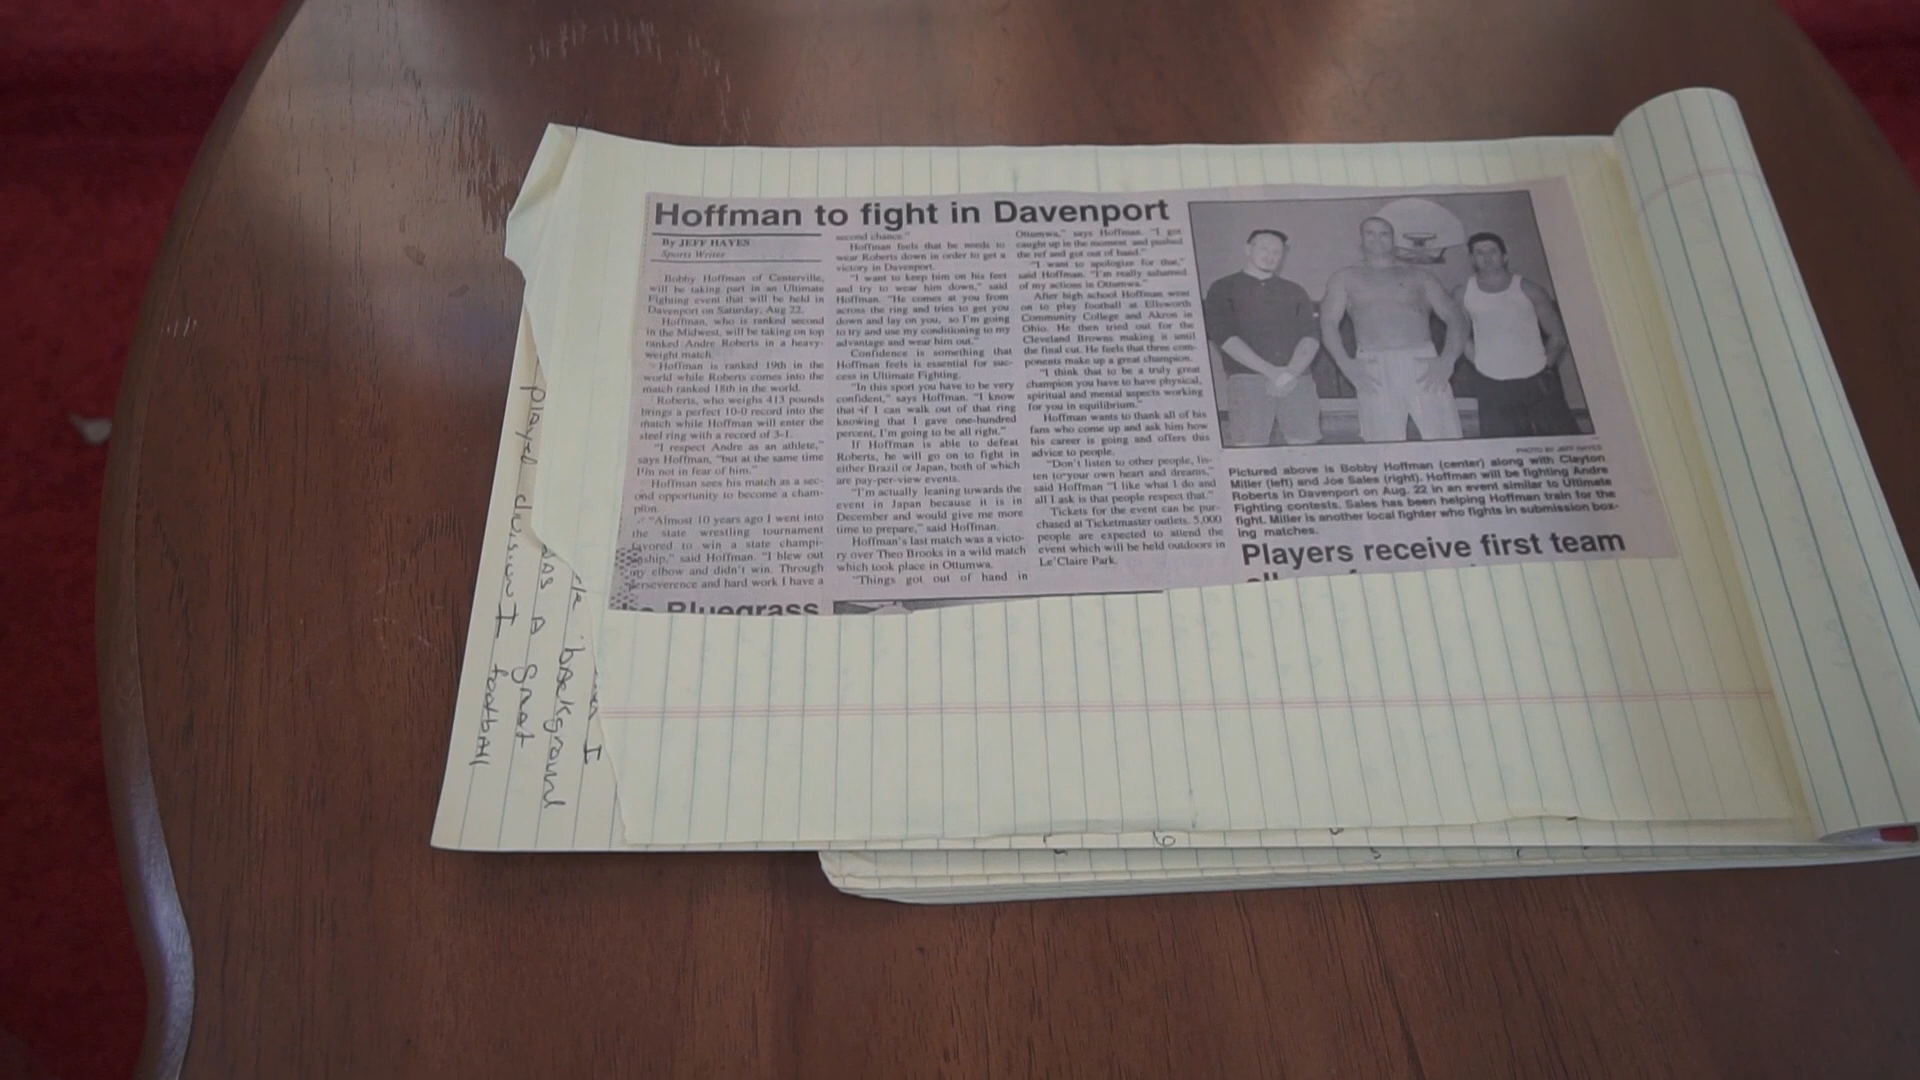 Hoffman to fight in Davenport
By JEFF HAYES
Sports Writer
Bobby Hoffman of Centerville,
will be taking part in an Ultimate
Fighting event that will be held in
Davenport on Saturday, Aug 22.
Hoffman, who is ranked second
in the Midwest, will be taking on top
ranked Andre Roberts in a heavy-
weight match.
Hoffman is ranked 19th in the
world while Roberts comes into the
match ranked 18th in the world.
Roberts, who weighs 413 pounds
brings a perfect 10-0 record into the
match while Hoffman will enter the
steel ring with a record of 3-1.
"I respect Andre as an athlete,"
says Hoffman, "but at the same time
I'm not in fear of him."
Hoffman sees his match as a sec-
ond opportunity to become a cham-
pion.
"Almost 10 years ago I went into
the state wrestling tournament
favored to win a state champi-
onship," said Hoffman. "I blew out
my elbow and didn't win. Through
perseverence and hard work I have a
second chance."
Hoffman feels that he needs to
wear Roberts down in order to get a
victory in Davenport.
"I want to keep him on his feet
and try to wear him down," said
Hoffman. "He comes at you from
across the ring and tries to get you
down and lay on you, so I'm going
to try and use my conditioning to my
advantage and wear him out."
Confidence is something that
Hoffman feels is essential for suc-
cess in Ultimate Fighting.
"In this sport you have to be very
confident," says Hoffman. "I know
that if I can walk out of that ring
knowing that I gave one-hundred
percent, I'm going to be all right."
If Hoffman is able to defeat
Roberts, he will go on to fight in
either Brazil or Japan, both of which
are pay-per-view events.
"I'm actually leaning towards the
event in Japan because it is in
December and would give me more
time to prepare," said Hoffman.
Hoffman's last match was a victo-
ry over Theo Brooks in a wild match
which took place in Ottumwa.
"Things got out of hand in
Ottumwa," says Hoffman. "I got
caught up in the moment and pushed
the ref and got out of hand."
"I want to apologize for that,"
said Hoffman. "I'm really ashamed
of my actions in Ottumwa."
After high school Hoffman went
on to play football at Ellsworth
Community College and Akron in
Ohio. He then tried out for the
Cleveland Browns making it until
the final cut. He feels that three com-
ponents make up a great champion.
"I think that to be a truly great
champion you have to have physical,
spiritual and mental aspects working
for you in equilibrium."
Hoffman wants to thank all of his
fans who come up and ask him how
his career is going and offers this
advice to people.
"Don't listen to other people, lis-
ten to your own heart and dreams,"
said Hoffman "I like what I do and
all I ask is that people respect that."
Tickets for the event can be pur-
chased at Ticketmaster outlets. 5,000
people are expected to attend the
event which will be held outdoors in
Le'Claire Park.
PHOTO BY JEFF HAYES
Pictured above is Bobby Hoffman (center) along with Clayton
Miller (left) and Joe Sales (right). Hoffman will be fighting Andre
Roberts in Davenport on Aug. 22 in an event similar to Ultimate
Fighting contests. Sales has been helping Hoffman train for the
fight. Miller is another local fighter who fights in submission box-
ing matches.
Players receive first team
Bluegrass
I
background
was a great
played division I football